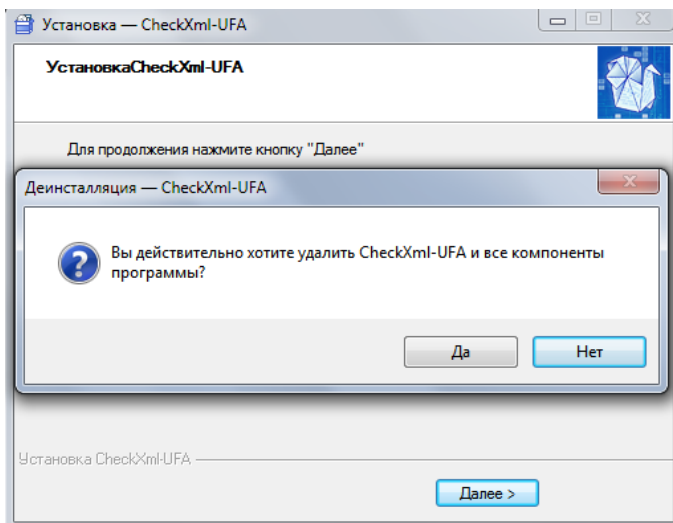 Установка — CheckXml-UFA
УстановкаCheckXml-UFA
Для продолжения нажмите кнопку "Далее"
Деинсталляция — CheckXml-UFA
Вы действительно хотите удалить CheckXml-UFA и все компоненты
программы?
Да
Нет
Установка CheckXml-UFA
Далее >